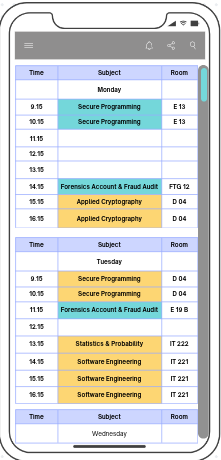 Time Subject Room
Monday
9.15 Secure Programming E 13
10.15 Secure Programming E 13
11.15
12.15
13.15
14.15 Forensics Account & Fraud Audit FTG 12
15.15 Applied Cryptography D 04
16.15 Applied Cryptography D 04
Time Subject Room
Tuesday
9.15 Secure Programming D 04
10.15 Secure Programming D 04
11.15 Forensics Account & Fraud Audit E 19 B
12.15
13.15 Statistics & Probability IT 222
14.15 Software Engineering IT 221
15.15 Software Engineering IT 221
16.15 Software Engineering IT 221
Time Subject Room
Wednesday